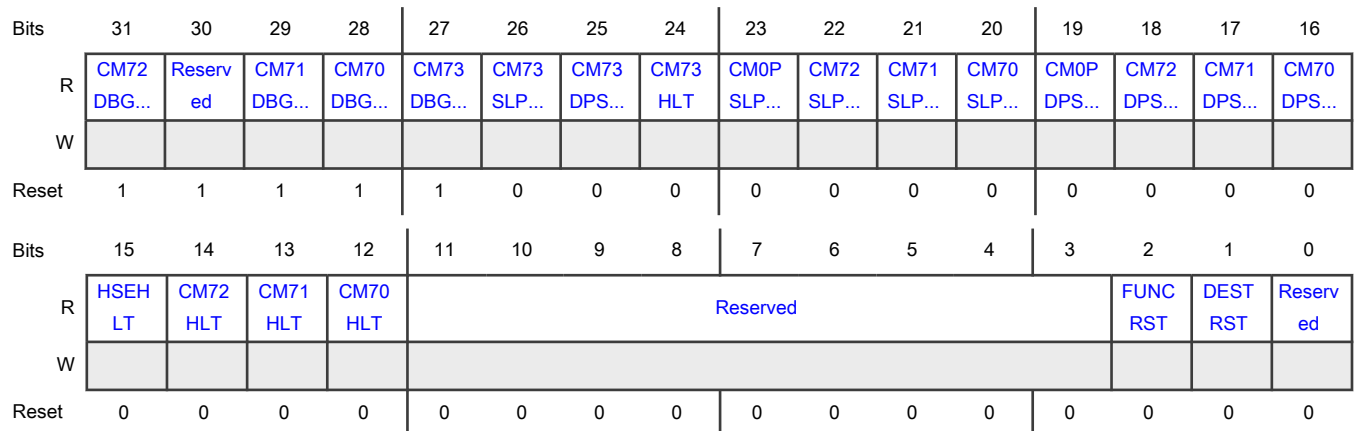 Bits 31 30 29 28 27 26 25 24 23 22 21 20 19 18 17 16
R CM72 Reserv CM71 CM70 CM73 CM73 CM73 CM73 CM0P CM72 CM71 CM70 CM0P CM72 CM71 CM70
DBG... ed DBG... DBG... DBG... SLP... DPS... HLT SLP... SLP... SLP... SLP... DPS... DPS... DPS... DPS...
W
Reset 1 1 1 1 1 0 0 0 0 0 0 0 0 0 0 0
Bits 15 14 13 12 11 10 9 8 7 6 5 4 3 2 1 0
R HSEH CM72 CM71 CM70 Reserved FUNC DEST Reserv
LT HLT HLT HLT RST RST ed
W
Reset 0 0 0 0 0 0 0 0 0 0 0 0 0 0 0 0